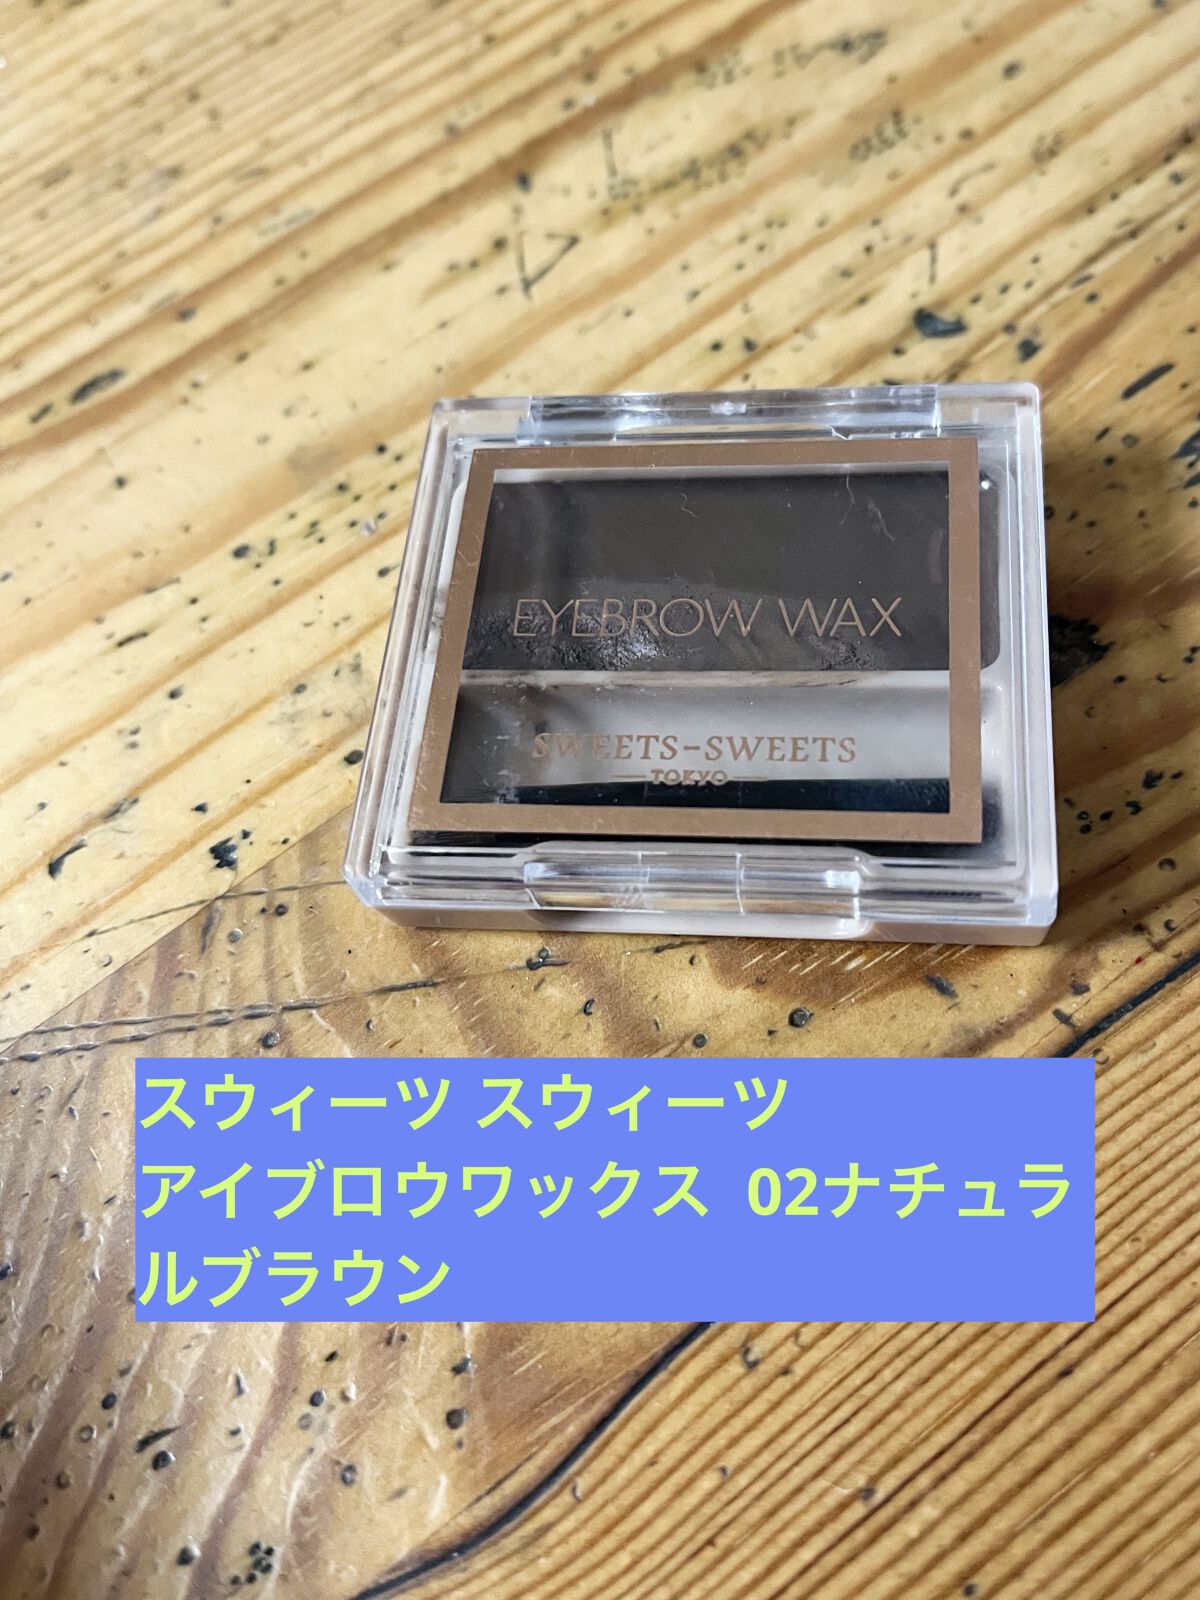 EYEBROW WAX
SWEETS-SWEETS
TOKYO
スウィーツ スウィーツ
アイブロウワックス 02ナチュラ
ルブラウン